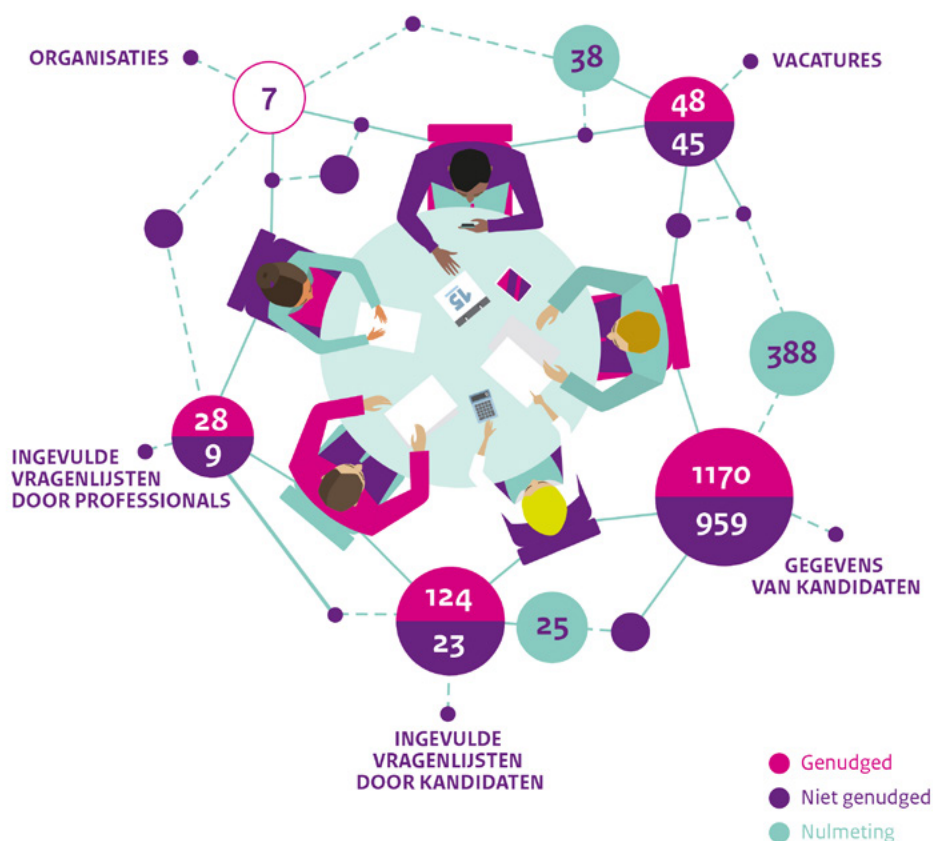 ORGANISATIES
7
38
48
45
VACATURES
15
388
28
9
INGEVULDE
VRAGENLIJSTEN
DOOR PROFESSIONALS
1170
959
GEGEVENS
VAN KANDIDATEN
124
23
25
INGEVULDE
VRAGENLIJSTEN
DOOR KANDIDATEN
Genudged
Niet genudged
Nulmeting